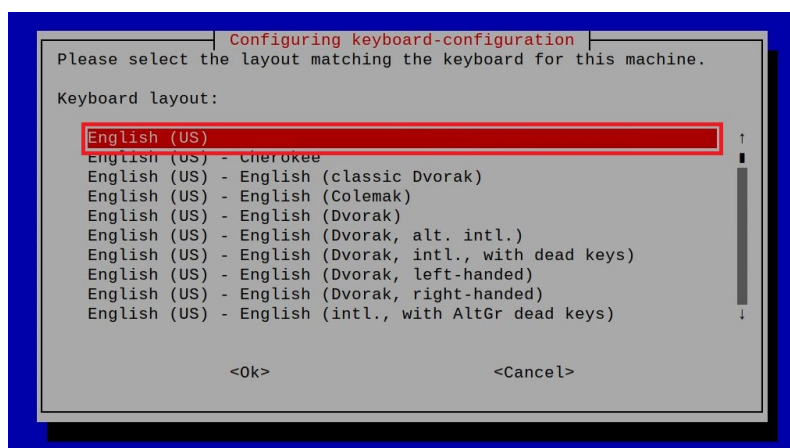 Configuring keyboard-configuration
Please select the layout matching the keyboard for this machine.
Keyboard layout:
English (US)
English (US) - Cherokee
English (US) - English (classic Dvorak)
English (US) - English (Colemak)
English (US) - English (Dvorak)
English (US) - English (Dvorak, alt. intl.)
English (US) - English (Dvorak, intl., with dead keys)
English (US) - English (Dvorak, left-handed)
English (US) - English (Dvorak, right-handed)
English (US) - English (intl., with AltGr dead keys)
<Ok> <Cancel>